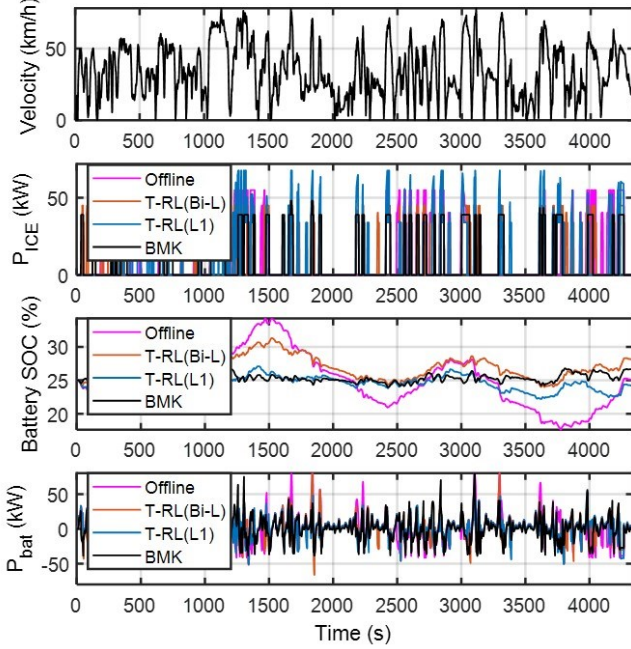 Velocity (km/h)
50
0
0 500 1000 1500 2000 2500 3000 3500 4000
P_ICE (kW)
50
0
Offline
T-RL(Bi-L)
T-RL(L1)
BMK
0 500 1000 1500 2000 2500 3000 3500 4000
Battery SOC (%)
30
25
20
Offline
T-RL(Bi-L)
T-RL(L1)
BMK
0 500 1000 1500 2000 2500 3000 3500 4000
P_bat (kW)
50
0
-50
Offline
T-RL(Bi-L)
T-RL(L1)
BMK
0 500 1000 1500 2000 2500 3000 3500 4000
Time (s)